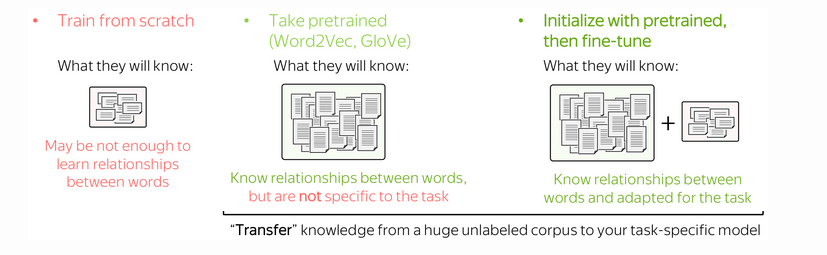 • Train from scratch
What they will know:
May be not enough to
learn relationships
between words
• Take pretrained
(Word2Vec, GloVe)
What they will know:
Know relationships between words,
but are not specific to the task
• Initialize with pretrained,
then fine-tune
What they will know:
+
Know relationships between
words and adapted for the task
“Transfer” knowledge from a huge unlabeled corpus to your task-specific model